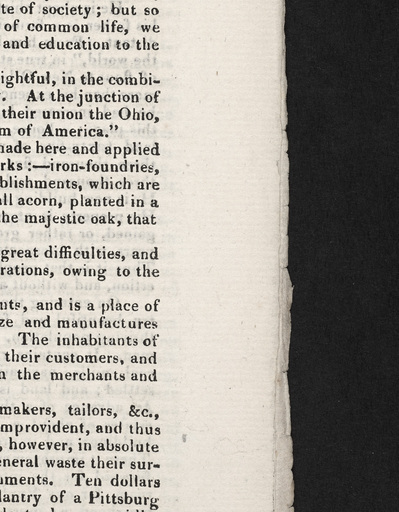 te of society; but so
of common life, we
and education to the
ightful, in the combi-
. At the junction of
their union the Ohio,
m of America."
nade here and applied
rks :—iron-foundries,
blishments, which are
all acorn, planted in a
the majestic oak, that
great difficulties, and
rations, owing to the
nts, and is a place of
ze and manufactures
. The inhabitants of
their customers, and
n the merchants and
makers, tailors, &c.,
mprovident, and thus
, however, in absolute
eneral waste their sur-
ments. Ten dollars
lantry of a Pittsburg